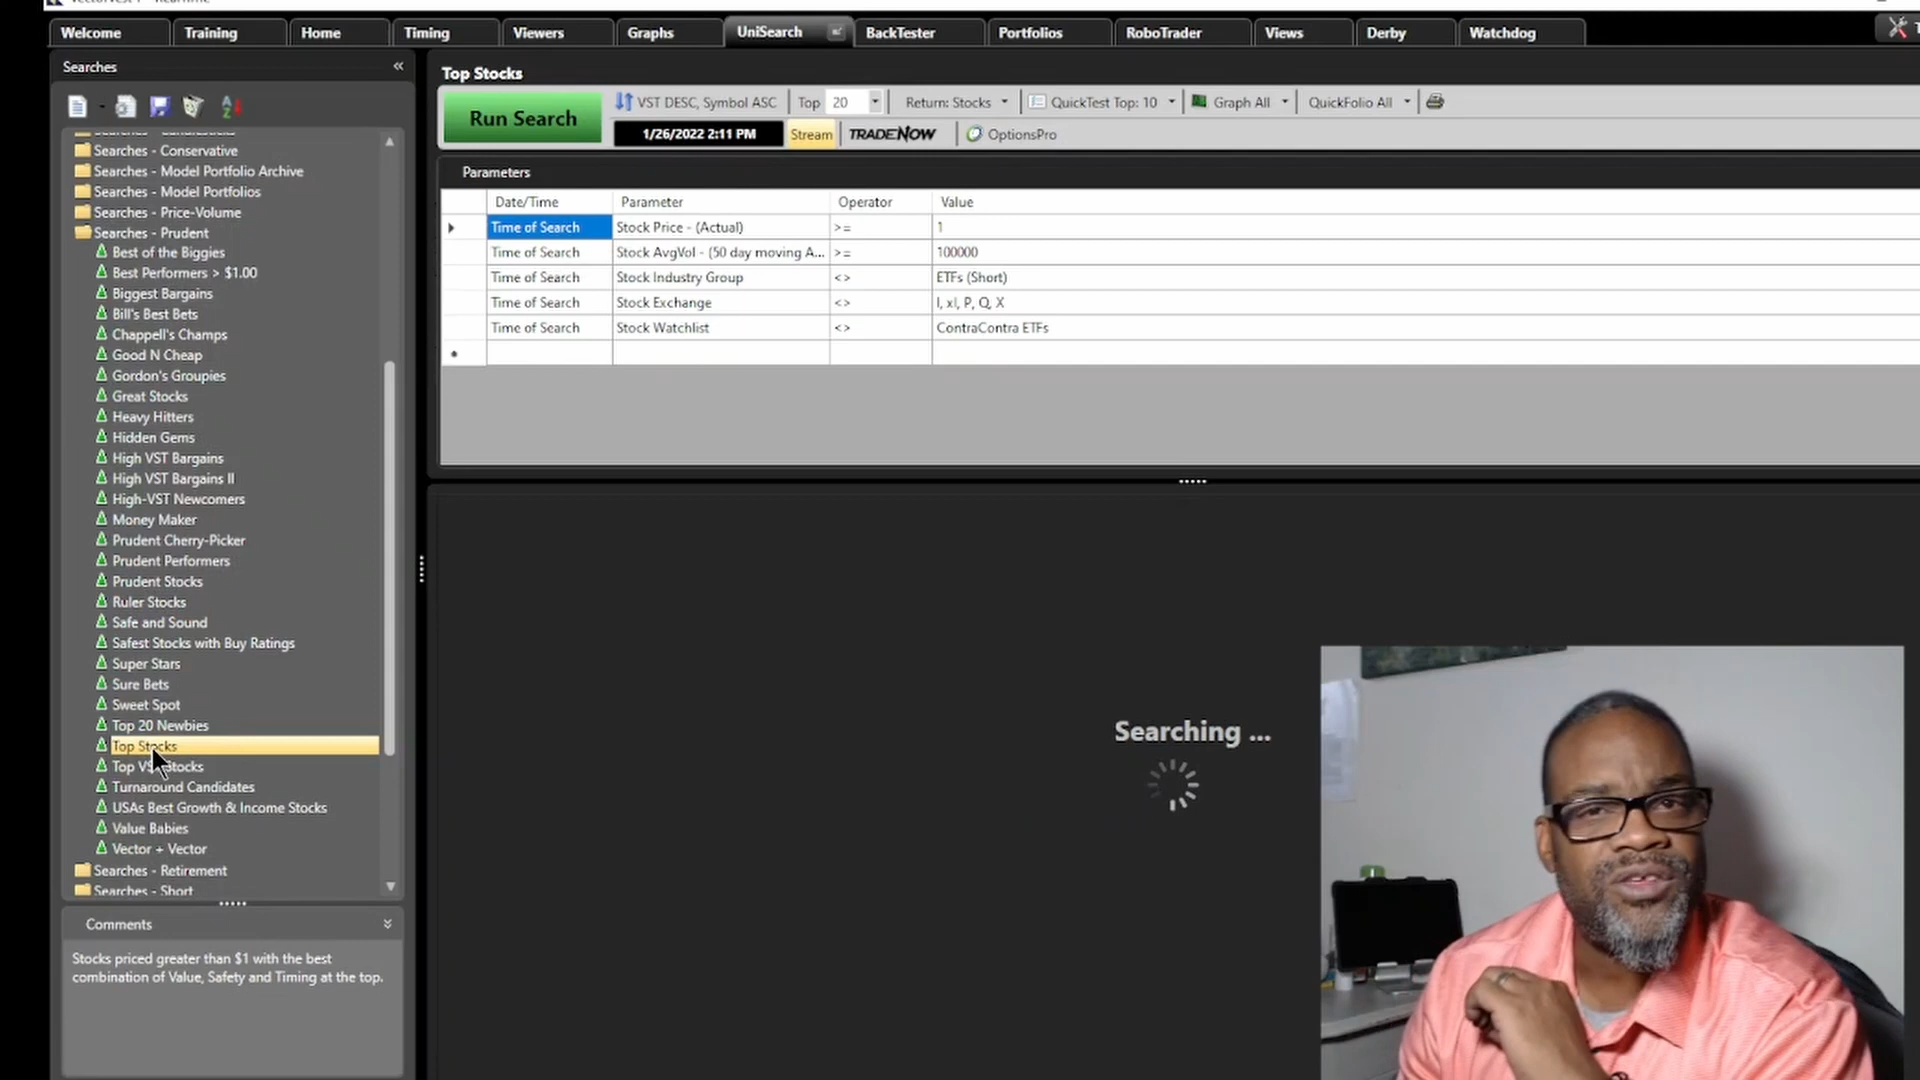 Welcome
Training
Home
Timing
Viewers
Graphs
UniSearch
BackTester
Portfolios
RoboTrader
Views
Derby
Watchdog
Searches
Searches - Conservative
Searches - Model Portfolio Archive
Searches - Model Portfolios
Searches - Price-Volume
Searches - Prudent
Best of the Biggies
Best Performers > $1.00
Biggest Bargains
Bill's Best Bets
Chappell's Champs
Good N Cheap
Gordon's Groupies
Great Stocks
Heavy Hitters
Hidden Gems
High VST Bargains
High VST Bargains II
High-VST Newcomers
Money Maker
Prudent Cherry-Picker
Prudent Performers
Prudent Stocks
Ruler Stocks
Safe and Sound
Safest Stocks with Buy Ratings
Super Stars
Sure Bets
Sweet Spot
Top 20 Newbies
Top Stocks
Top VST Stocks
Turnaround Candidates
USAs Best Growth & Income Stocks
Value Babies
Vector + Vector
Searches - Retirement
Searches - Short
Comments
Stocks priced greater than $1 with the best
combination of Value, Safety and Timing at the top.
Top Stocks
Run Search
VST DESC, Symbol ASC
Top 20
Return: Stocks
QuickTest Top: 10
Graph All
QuickFolio All
1/26/2022 2:11 PM
Stream
TRADENOW
OptionsPro
Parameters
Date/Time Parameter Operator Value
Time of Search Stock Price - (Actual) >= 1
Time of Search Stock AvgVol - (50 day moving A... >= 100000
Time of Search Stock Industry Group <> ETFs (Short)
Time of Search Stock Exchange <> I, xI, P, Q, X
Time of Search Stock Watchlist <> ContraContra ETFs
Searching ...